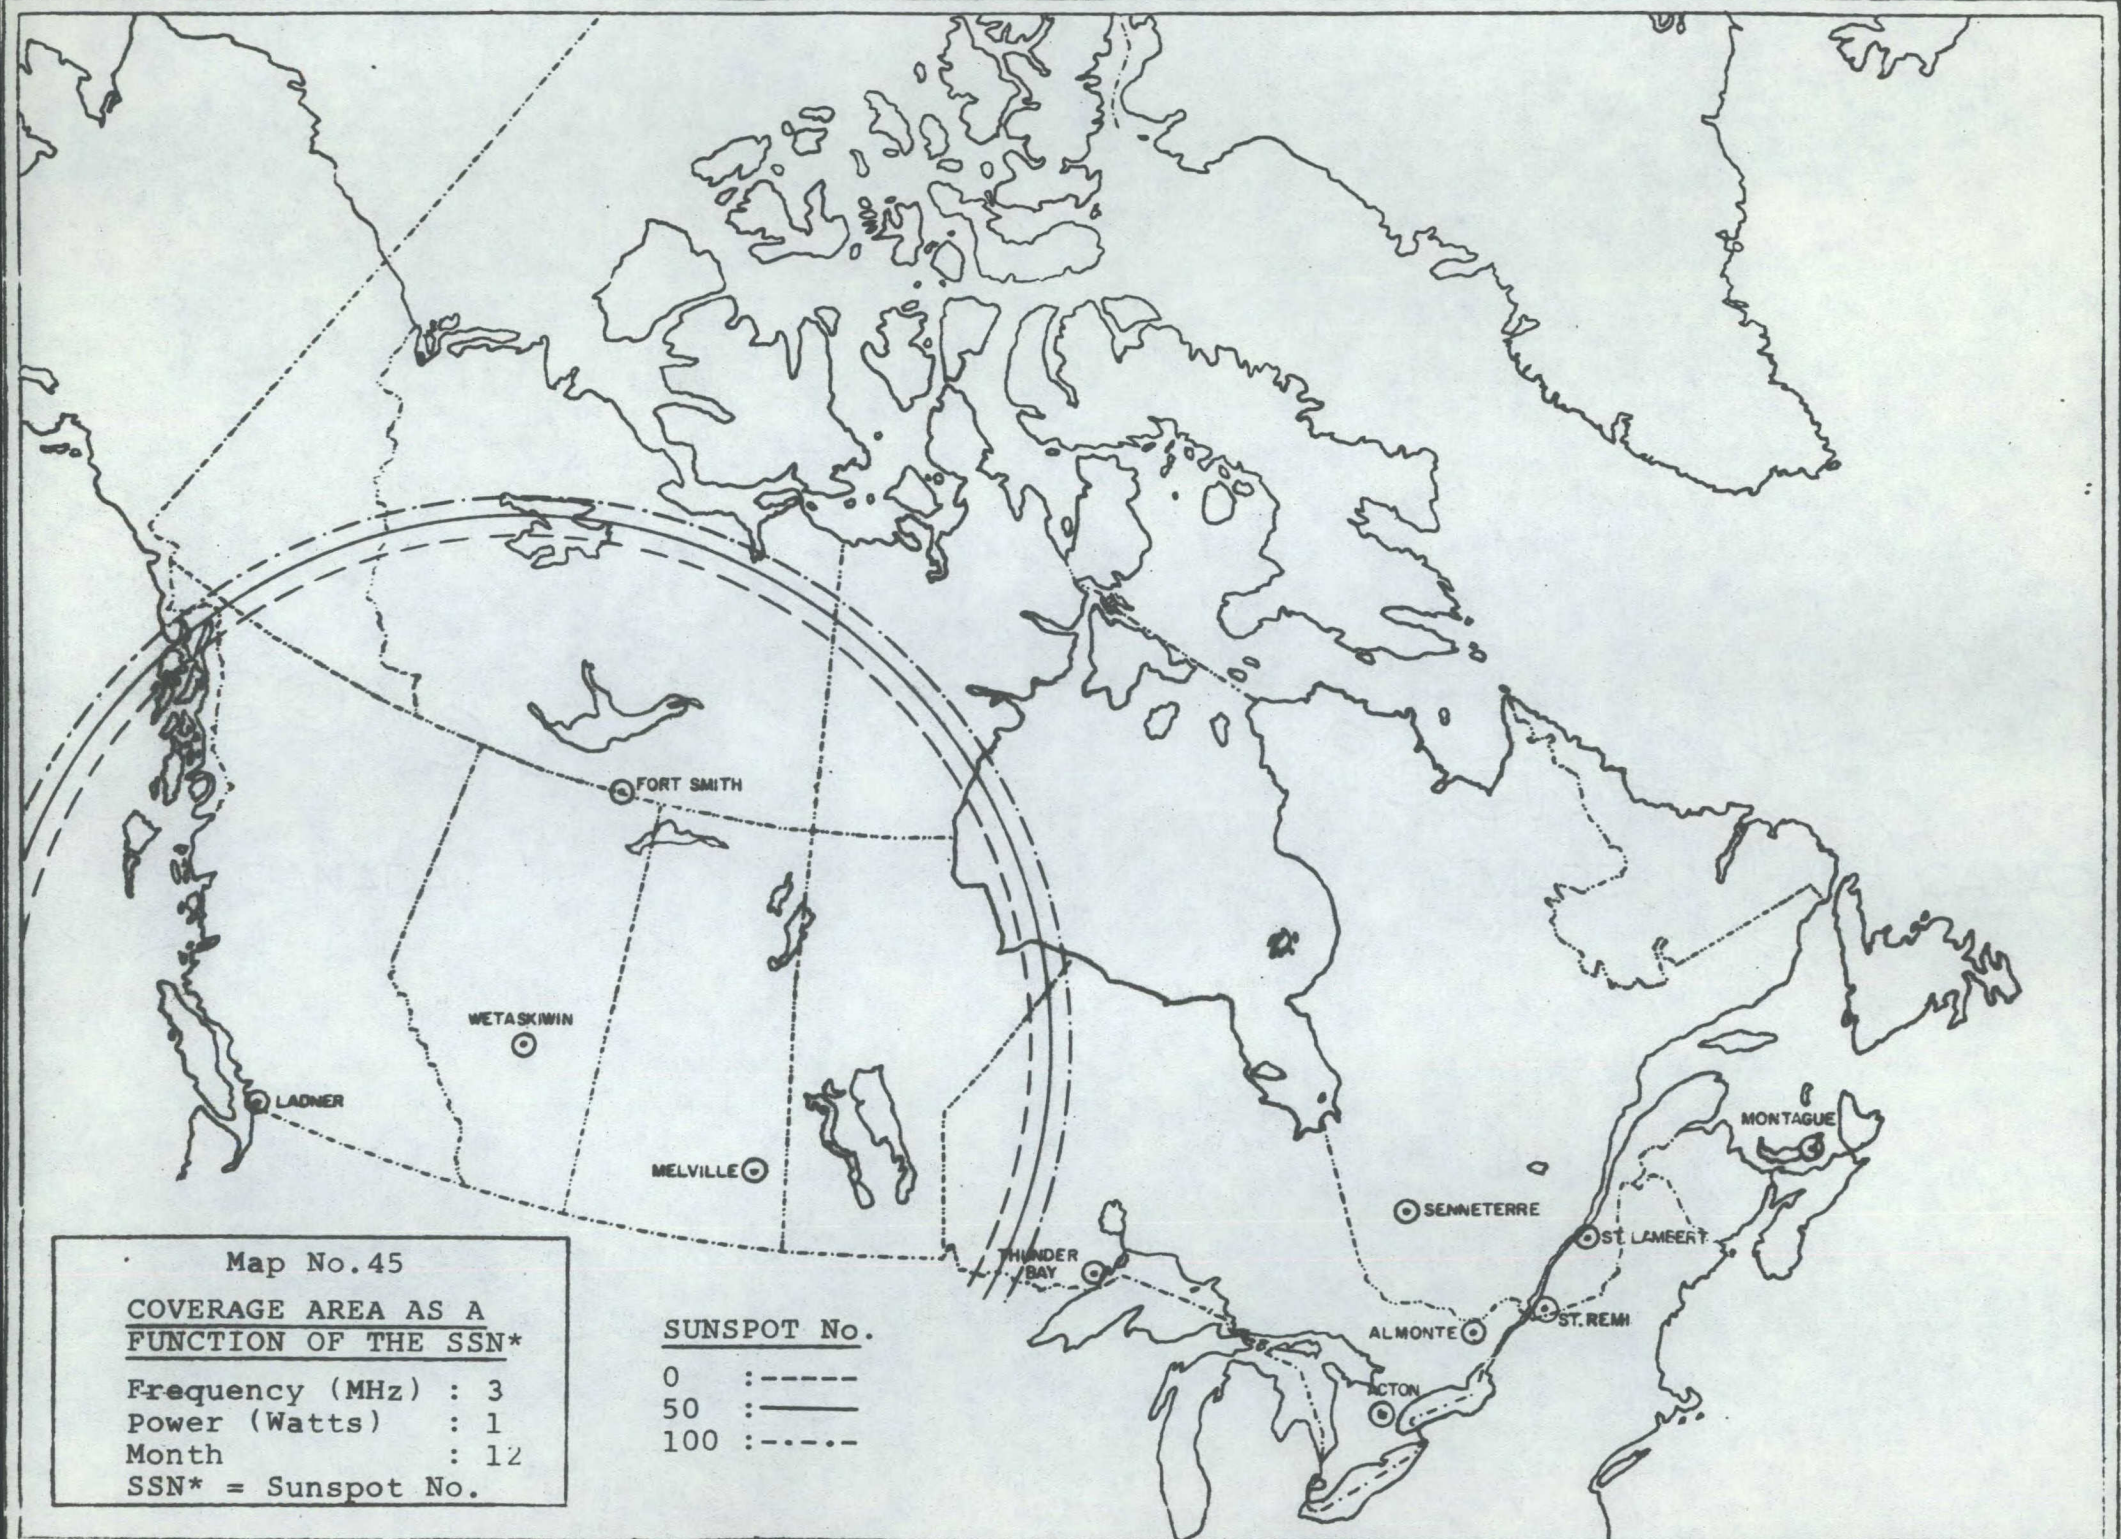 FORT SMITH
WETASKIWIN
LADNER
MELVILLE
MONTAGUE
SENNETERRE
ST. LAMBERT
THUNDER
BAY
ST. REMI
ALMONTE
ACTON
Map No.45
COVERAGE AREA AS A
FUNCTION OF THE SSN*
Frequency (MHz) : 3
Power (Watts) : 1
Month : 12
SSN* = Sunspot No.
SUNSPOT No.
0 :-----
50 :―――
100 :-.-.-.-